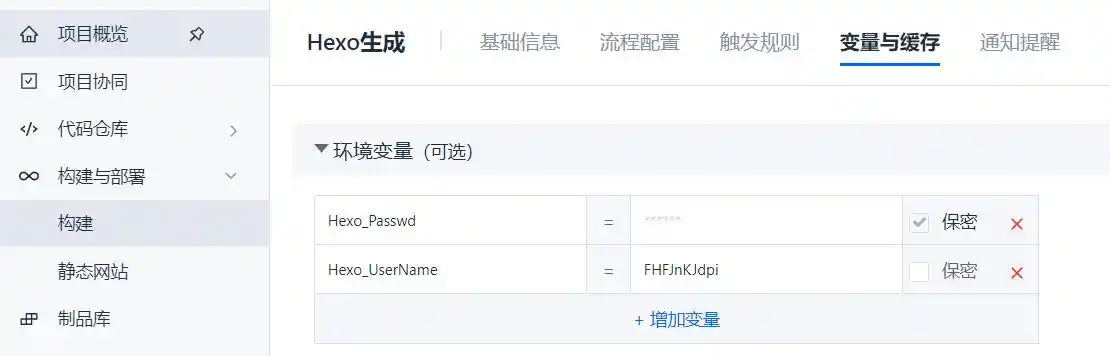 项目概览
项目协同
代码仓库
构建与部署
构建
静态网站
制品库
Hexo生成 基础信息 流程配置 触发规则 变量与缓存 通知提醒
环境变量 (可选)
Hexo_Passwd = ****** 保密
Hexo_UserName = FHFJnKJdpi 保密
+ 增加变量